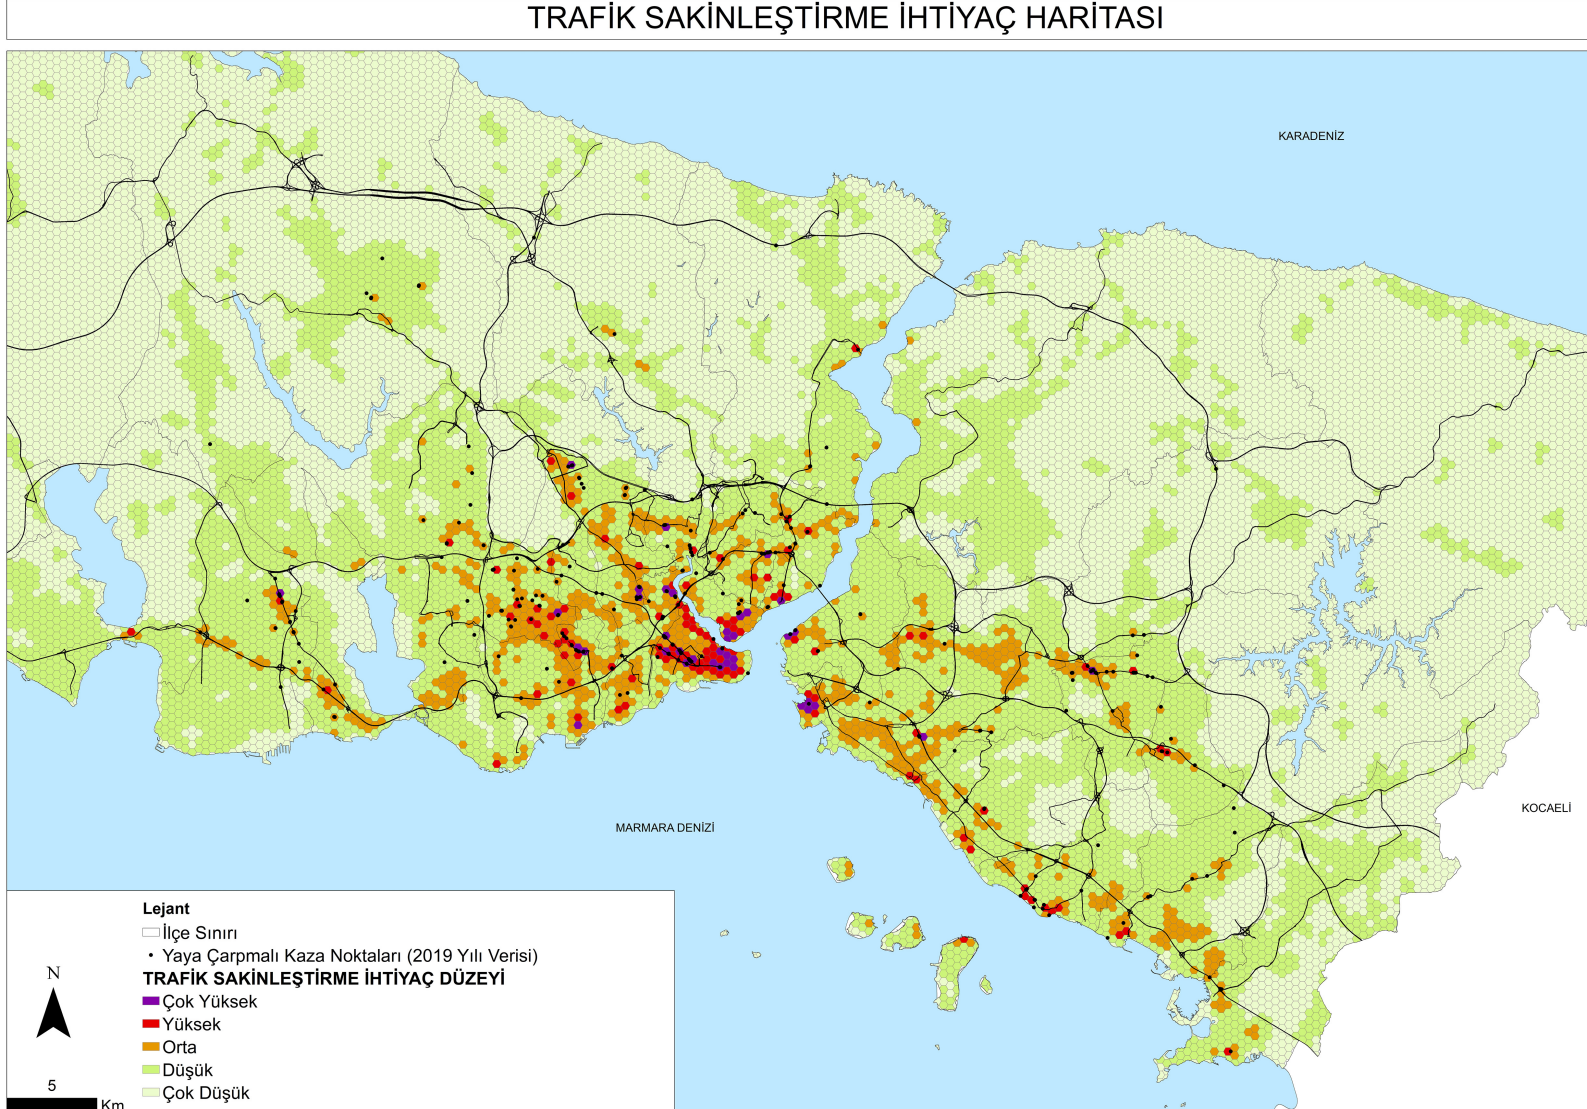 TRAFİK SAKİNLEŞTİRME İHTİYAÇ HARİTASI
KARADENİZ
KOCAELİ
MARMARA DENİZİ
Lejant
İlçe Sınırı
Yaya Çarpmalı Kaza Noktaları (2019 Yılı Verisi)
TRAFİK SAKİNLEŞTİRME İHTİYAÇ DÜZEYİ
Çok Yüksek
Yüksek
Orta
Düşük
Çok Düşük
N
5
Km